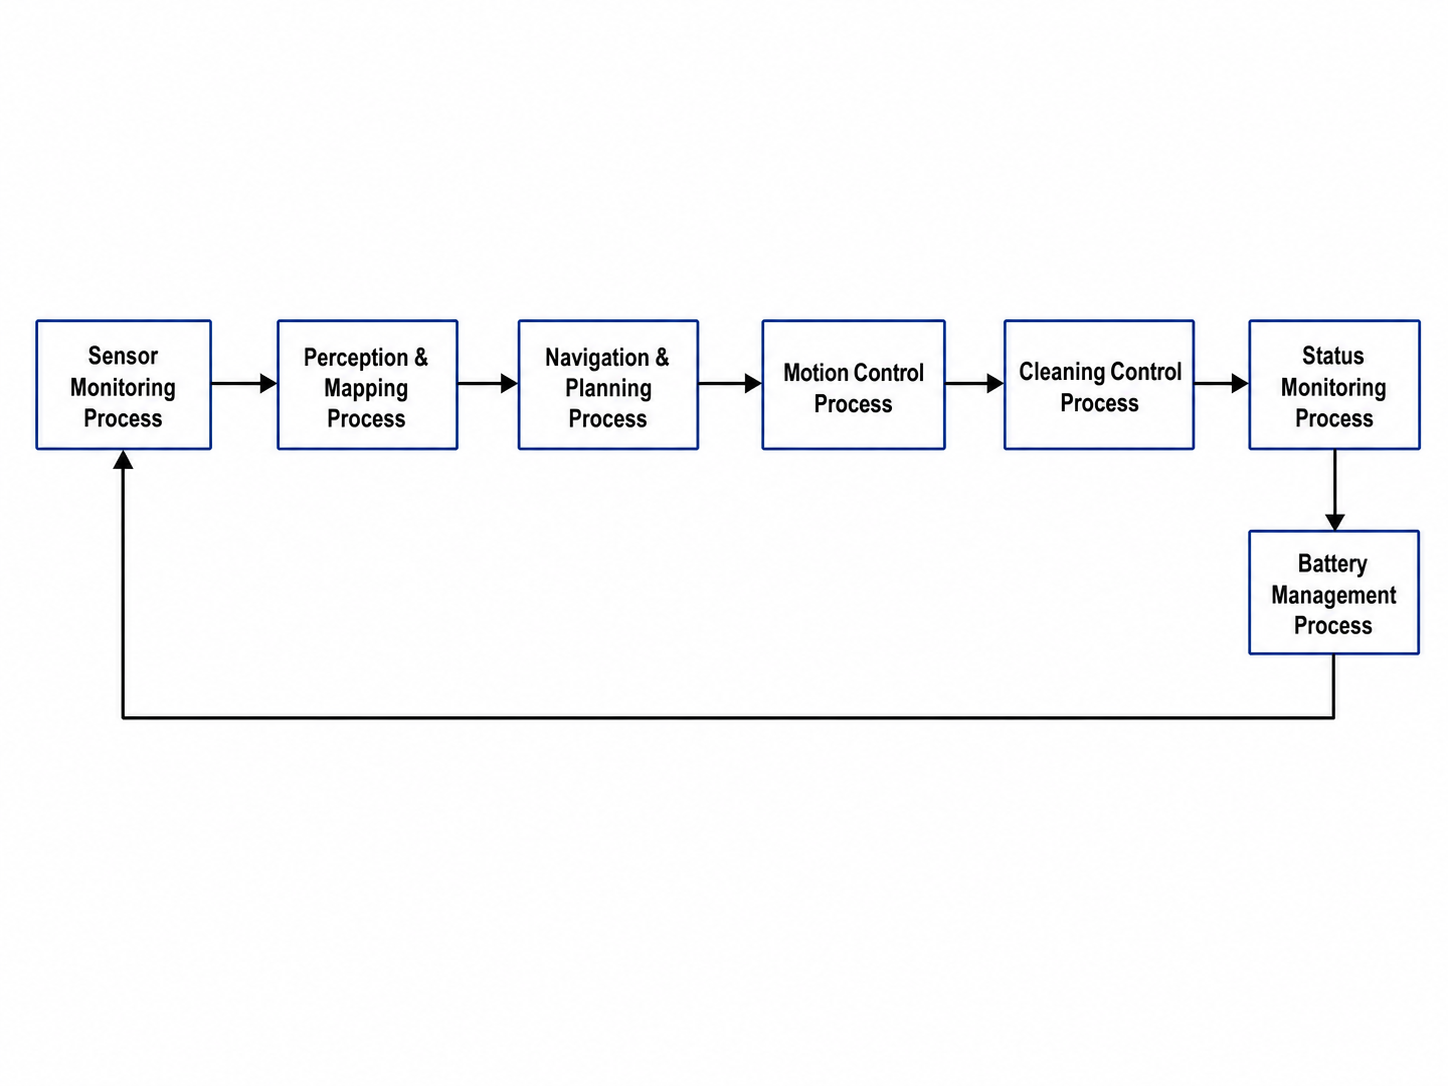 Sensor
Monitoring
Process
Perception &
Mapping
Process
Navigation &
Planning
Process
Motion Control
Process
Cleaning Control
Process
Status
Monitoring
Process
Battery
Management
Process